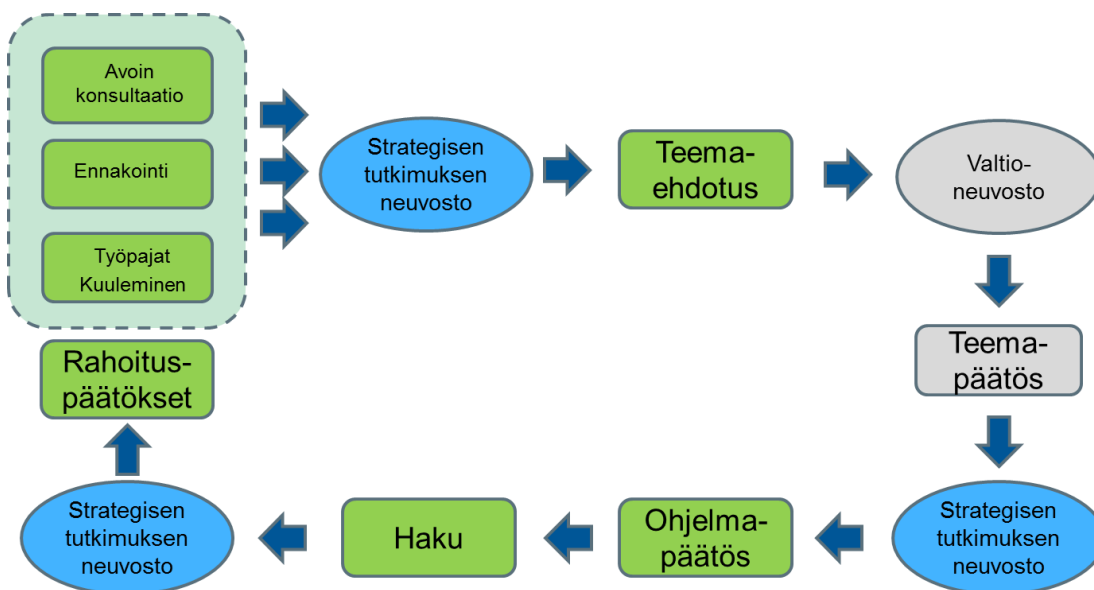 Avoin
konsultaatio
Ennakointi
Työpajat
Kuuleminen
Strategisen
tutkimuksen
neuvosto
Teema-
ehdotus
Valtio-
neuvosto
Teema-
päätös
Strategisen
tutkimuksen
neuvosto
Ohjelma-
päätös
Haku
Strategisen
tutkimuksen
neuvosto
Rahoitus-
päätökset